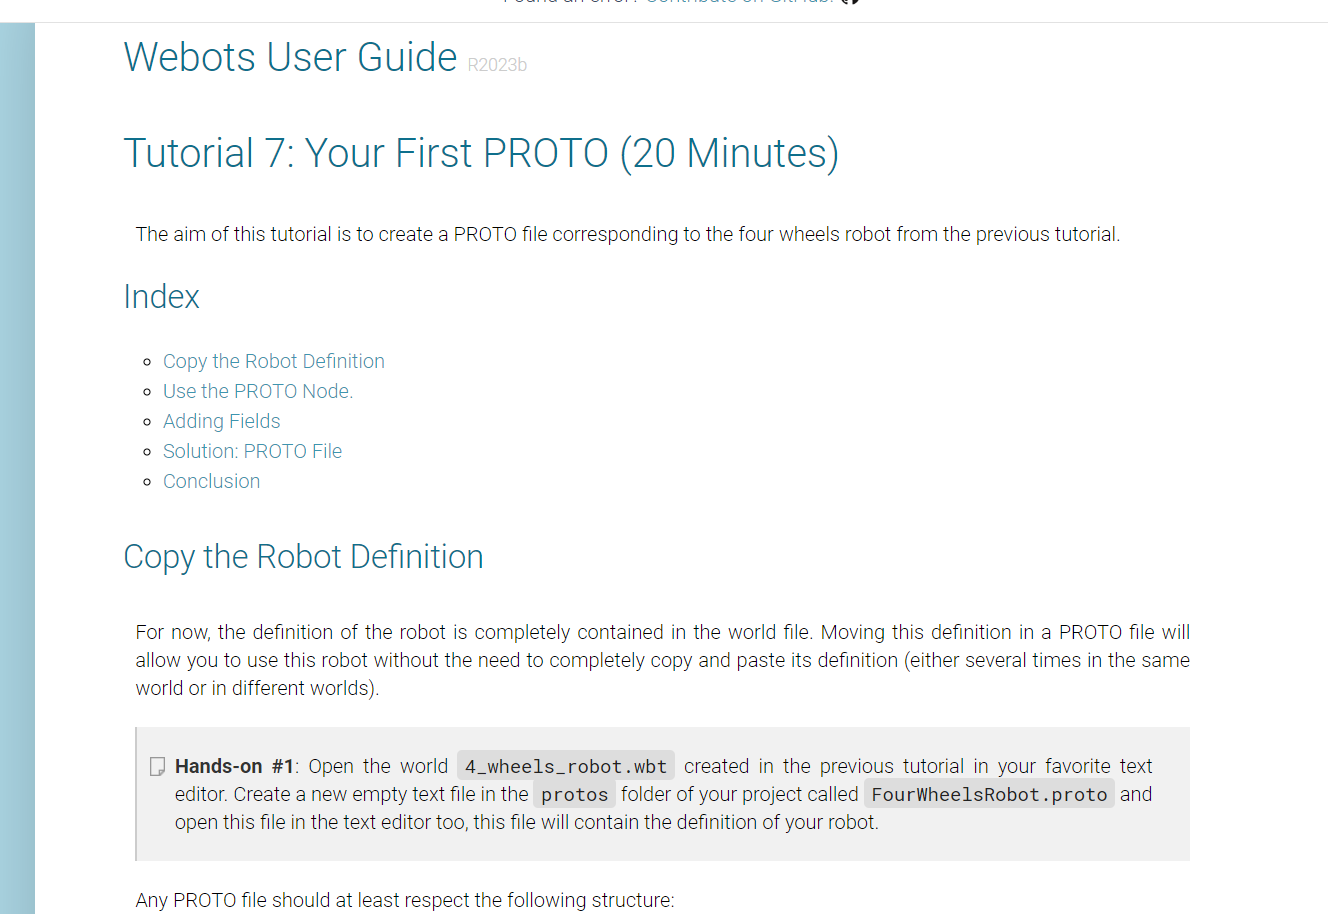 Found an error? Contribute on GitHub!
Webots User Guide R2023b
Tutorial 7: Your First PROTO (20 Minutes)
The aim of this tutorial is to create a PROTO file corresponding to the four wheels robot from the previous tutorial.
Index
Copy the Robot Definition
Use the PROTO Node.
Adding Fields
Solution: PROTO File
Conclusion
Copy the Robot Definition
For now, the definition of the robot is completely contained in the world file. Moving this definition in a PROTO file will
allow you to use this robot without the need to completely copy and paste its definition (either several times in the same
world or in different worlds).
Hands-on #1: Open the world 4_wheels_robot.wbt created in the previous tutorial in your favorite text
editor. Create a new empty text file in the protos folder of your project called FourWheelsRobot.proto and
open this file in the text editor too, this file will contain the definition of your robot.
Any PROTO file should at least respect the following structure: